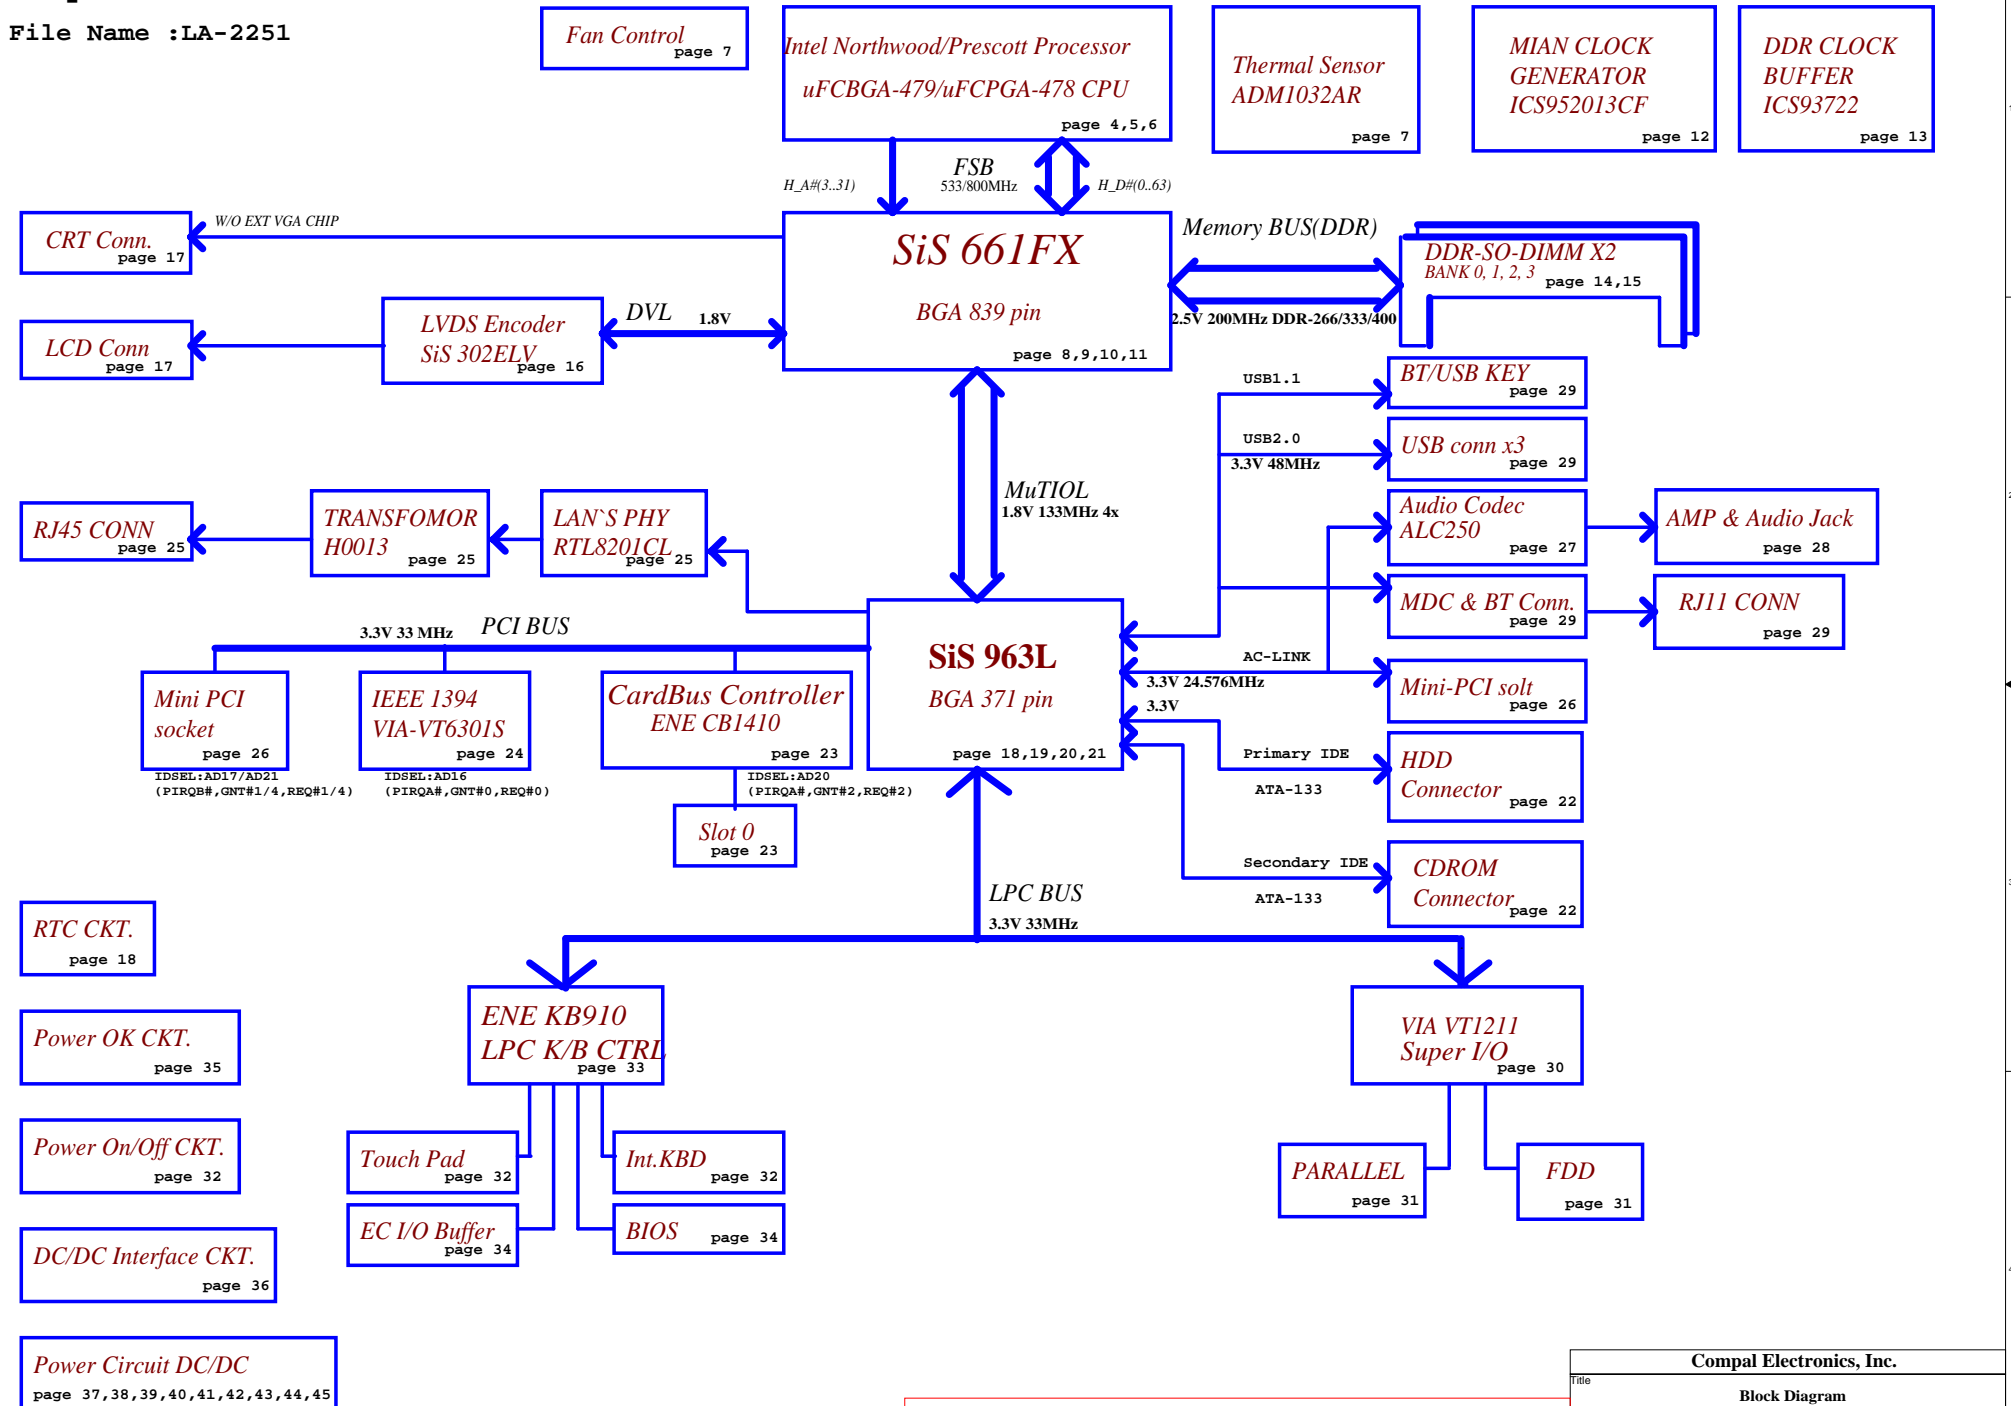 File Name :LA-2251
Fan Control
page 7
Intel Northwood/Prescott Processor
uFCBGA-479/uFCPGA-478 CPU
page 4,5,6
Thermal Sensor
ADM1032AR
page 7
MIAN CLOCK
GENERATOR
ICS952013CF
page 12
DDR CLOCK
BUFFER
ICS93722
page 13
H_A#(3..31)
FSB
533/800MHz
H_D#(0..63)
CRT Conn.
page 17
W/O EXT VGA CHIP
SiS 661FX
BGA 839 pin
page 8,9,10,11
Memory BUS(DDR)
2.5V 200MHz DDR-266/333/400
DDR-SO-DIMM X2
BANK 0, 1, 2, 3
page 14,15
LCD Conn
page 17
LVDS Encoder
SiS 302ELV
page 16
DVL
1.8V
USB1.1
BT/USB KEY
page 29
USB2.0
3.3V 48MHz
USB conn x3
page 29
MuTIOL
1.8V 133MHz 4x
RJ45 CONN
page 25
TRANSFOMOR
H0013
page 25
LAN`S PHY
RTL8201CL
page 25
Audio Codec
ALC250
page 27
AMP & Audio Jack
page 28
MDC & BT Conn.
page 29
RJ11 CONN
page 29
3.3V 33 MHz
PCI BUS
SiS 963L
BGA 371 pin
page 18,19,20,21
AC-LINK
3.3V 24.576MHz
3.3V
Mini-PCI solt
page 26
Mini PCI
socket
page 26
IDSEL:AD17/AD21
(PIRQB#,GNT#1/4,REQ#1/4)
IEEE 1394
VIA-VT6301S
page 24
IDSEL:AD16
(PIRQA#,GNT#0,REQ#0)
CardBus Controller
ENE CB1410
page 23
IDSEL:AD20
(PIRQA#,GNT#2,REQ#2)
Slot 0
page 23
Primary IDE
ATA-133
HDD
Connector
page 22
Secondary IDE
ATA-133
CDROM
Connector
page 22
LPC BUS
3.3V 33MHz
RTC CKT.
page 18
Power OK CKT.
page 35
Power On/Off CKT.
page 32
DC/DC Interface CKT.
page 36
Power Circuit DC/DC
page 37,38,39,40,41,42,43,44,45
ENE KB910
LPC K/B CTRL
page 33
Touch Pad
page 32
Int.KBD
page 32
EC I/O Buffer
page 34
BIOS
page 34
VIA VT1211
Super I/O
page 30
PARALLEL
page 31
FDD
page 31
Compal Electronics, Inc.
Title
Block Diagram